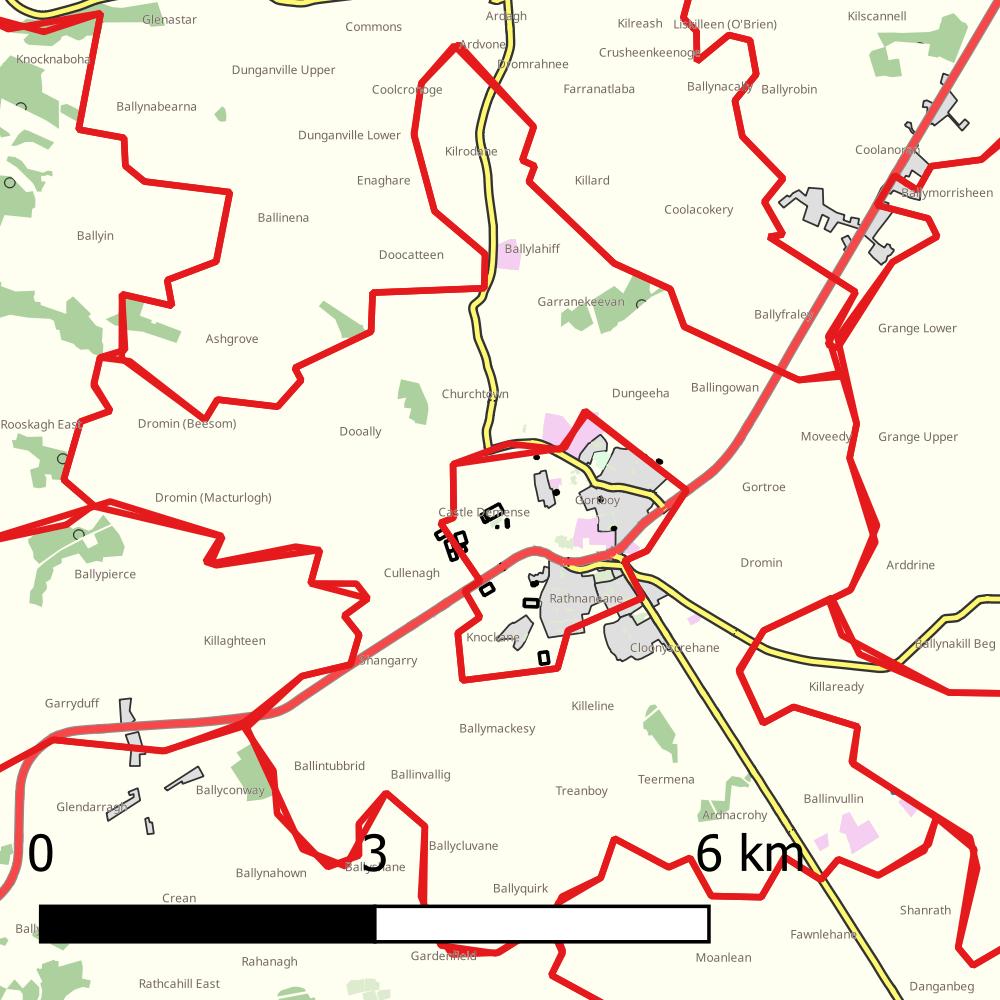 Ardagh
Glenastar
Commons
Kilreash
Liskilleen (O'Brien)
Kilscannell
Ardvone
Crusheenkeenoge
Knocknaboha
Dromrahnee
Dunganville Upper
Coolcronoge
Farranatlaba
Ballynacally
Ballyrobin
Ballynabearna
Dunganville Lower
Kilrodane
Coolanoran
Enaghare
Killard
Ballymorrisheen
Ballinena
Coolacokery
Ballyin
Doocatteen
Ballylahiff
Garranekeevan
Ballyfraley
Grange Lower
Ashgrove
Churchtown
Dungeeha
Ballingowan
Rooskagh East
Dromin (Beesom)
Dooally
Moveedy
Grange Upper
Gortroe
Dromin (Macturlogh)
Gortboy
Castle Demense
Dromin
Arddrine
Ballypierce
Cullenagh
Rathnaneane
Killaghteen
Knockane
Cloonyscrehane
Ballynakill Beg
Shangarry
Killaready
Garryduff
Killeline
Ballymackesy
Ballintubbrid
Ballinvallig
Teermena
Ballyconway
Treanboy
Ballinvullin
Glendarragh
Ardnacrohy
Ballycluvane
0 3 6 km
Ballynahown
Ballyshane
Ballyquirk
Crean
Shanrath
Fawnlehane
Gardenfield
Moanlean
Rahanagh
Rathcahill East
Danganbeg